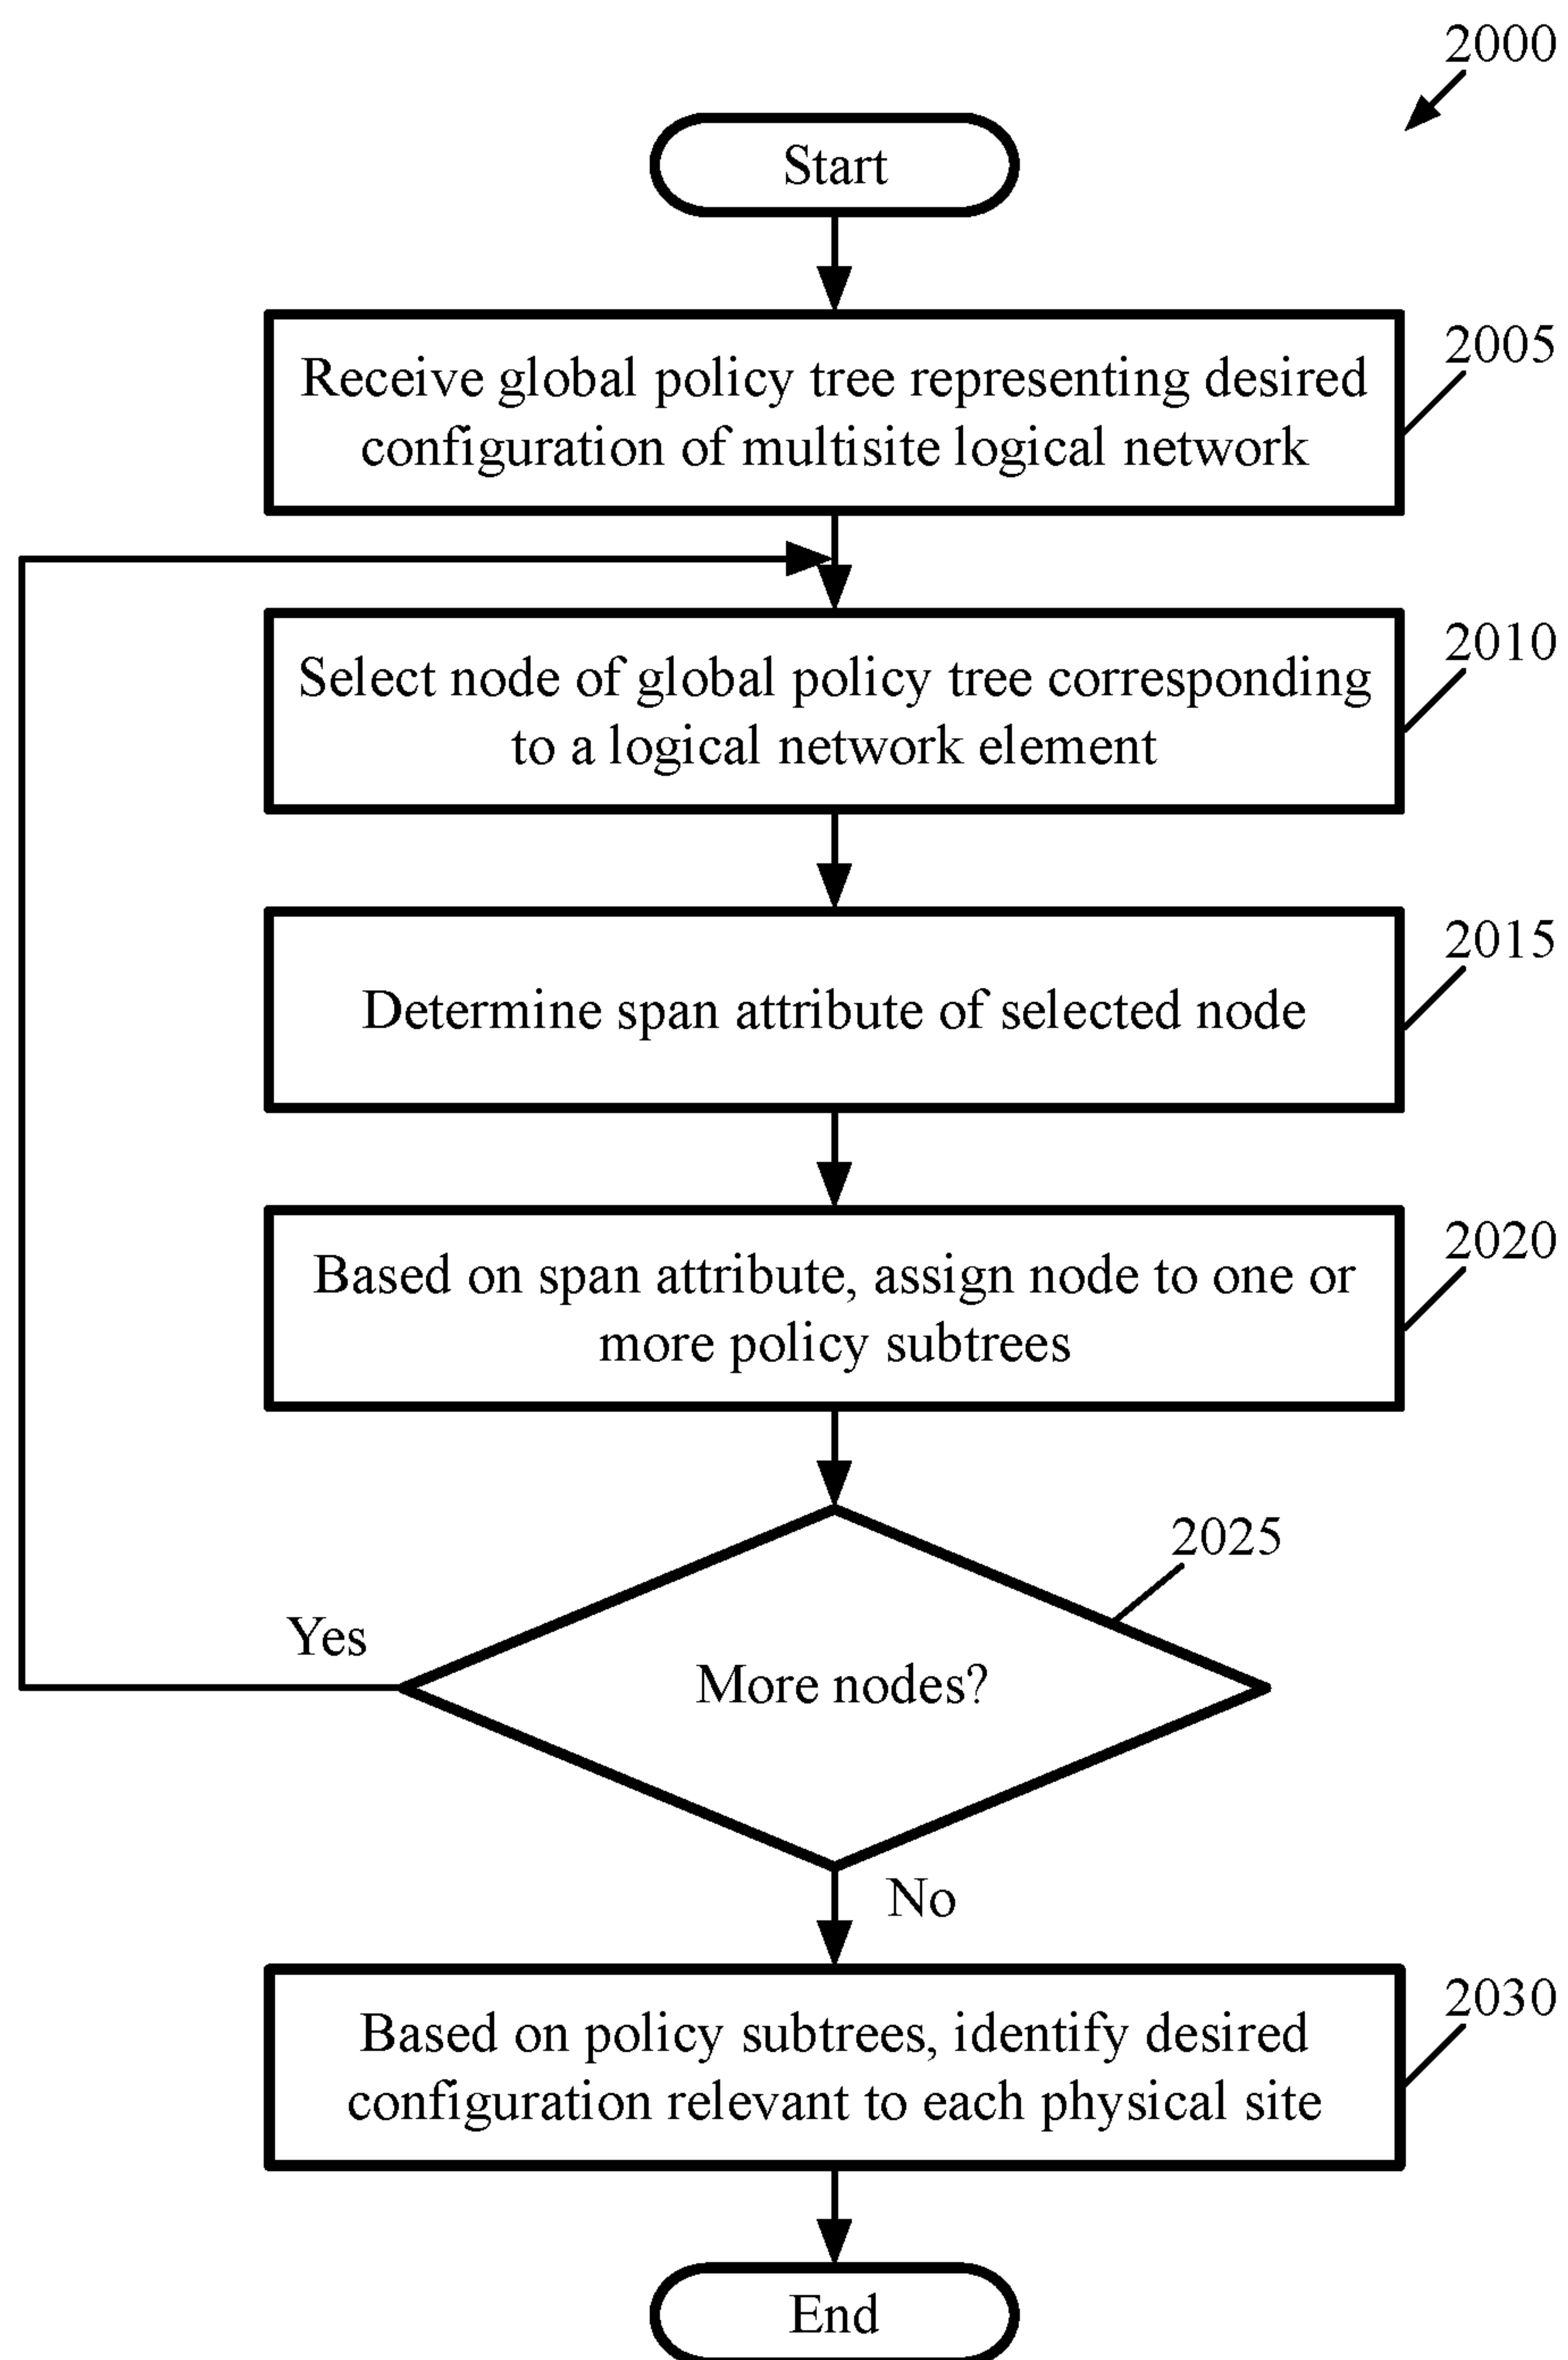 2000
Start
Receive global policy tree representing desired
configuration of multisite logical network
2005
Select node of global policy tree corresponding
to a logical network element
2010
Determine span attribute of selected node
2015
Based on span attribute, assign node to one or
more policy subtrees
2020
More nodes?
2025
Yes
No
Based on policy subtrees, identify desired
configuration relevant to each physical site
2030
End